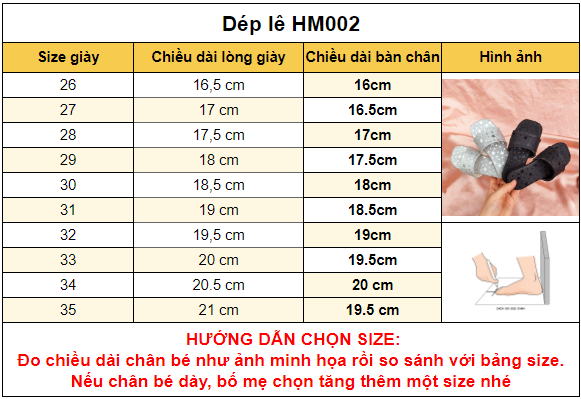 Dép lê HM002
Size giày Chiều dài lòng giày Chiều dài bàn chân Hình ảnh
26 16,5 cm 16cm
27 17 cm 16.5cm
28 17,5 cm 17cm
29 18 cm 17.5cm
30 18,5 cm 18cm
31 19 cm 18.5cm
32 19,5 cm 19cm
33 20 cm 19.5cm
34 20.5 cm 20 cm
35 21 cm 19.5 cm
HƯỚNG DẪN CHỌN SIZE:
Đo chiều dài chân bé như ảnh minh họa rồi so sánh với bảng size.
Nếu chân bé dày, bố mẹ chọn tăng thêm một size nhé